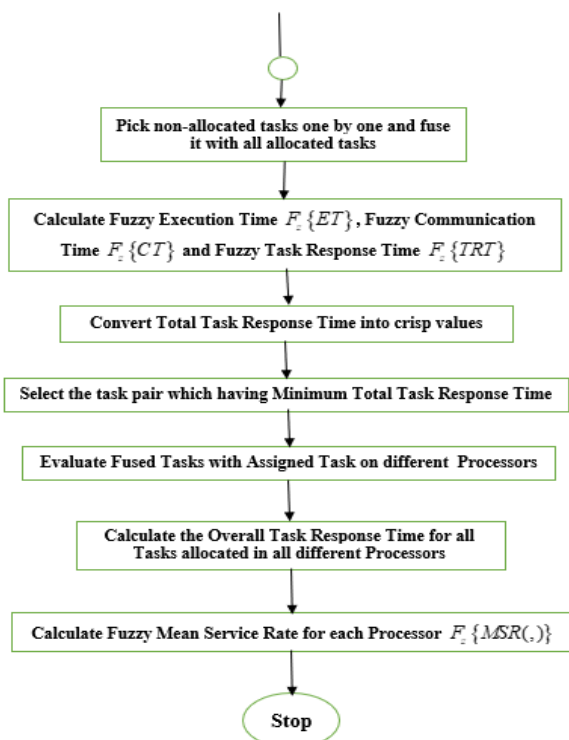 Pick non-allocated tasks one by one and fuse
it with all allocated tasks
Calculate Fuzzy Execution Time F_z{ET}, Fuzzy Communication
Time F_z{CT} and Fuzzy Task Response Time F_z{TRT}
Convert Total Task Response Time into crisp values
Select the task pair which having Minimum Total Task Response Time
Evaluate Fused Tasks with Assigned Task on different Processors
Calculate the Overall Task Response Time for all
Tasks allocated in all different Processors
Calculate Fuzzy Mean Service Rate for each Processor F_z{MSR(,)}
Stop